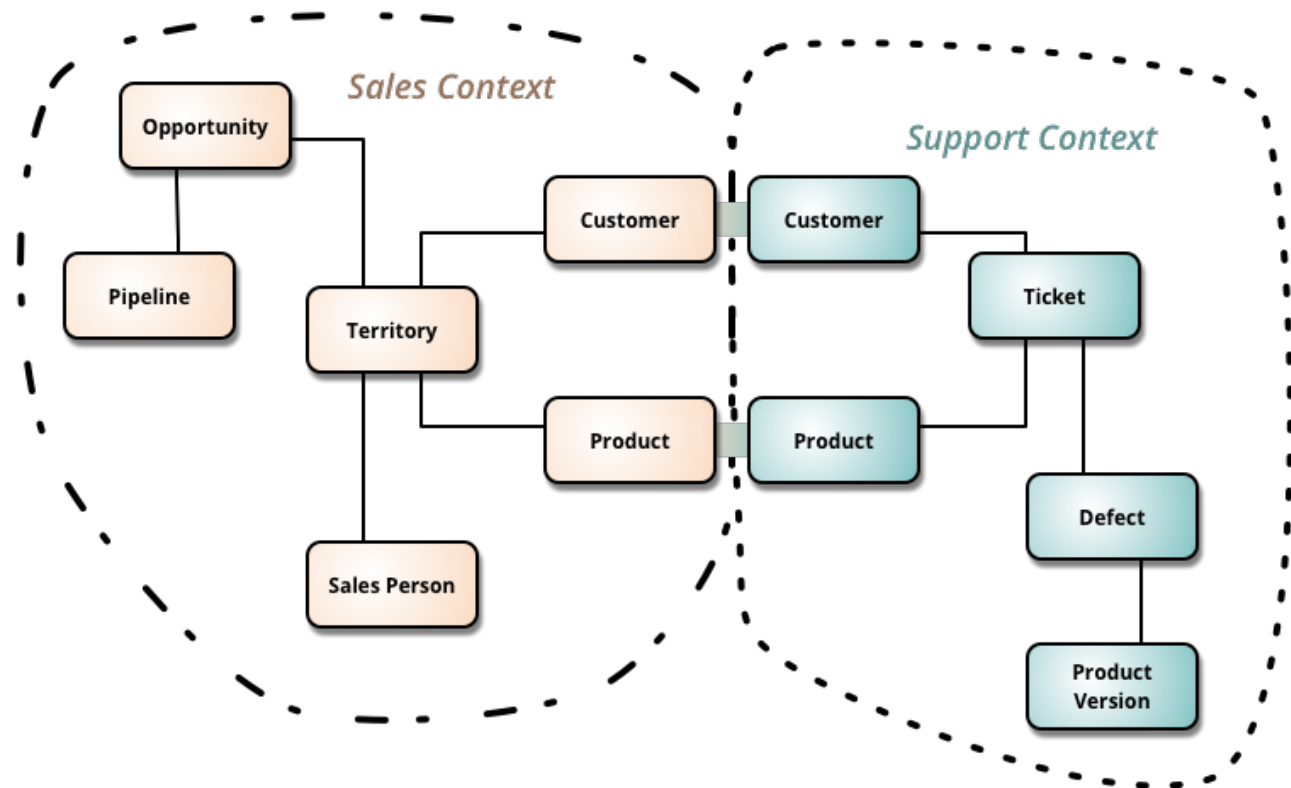 Sales Context
Opportunity
Pipeline
Territory
Customer
Product
Sales Person
Support Context
Customer
Ticket
Product
Defect
Product
Version